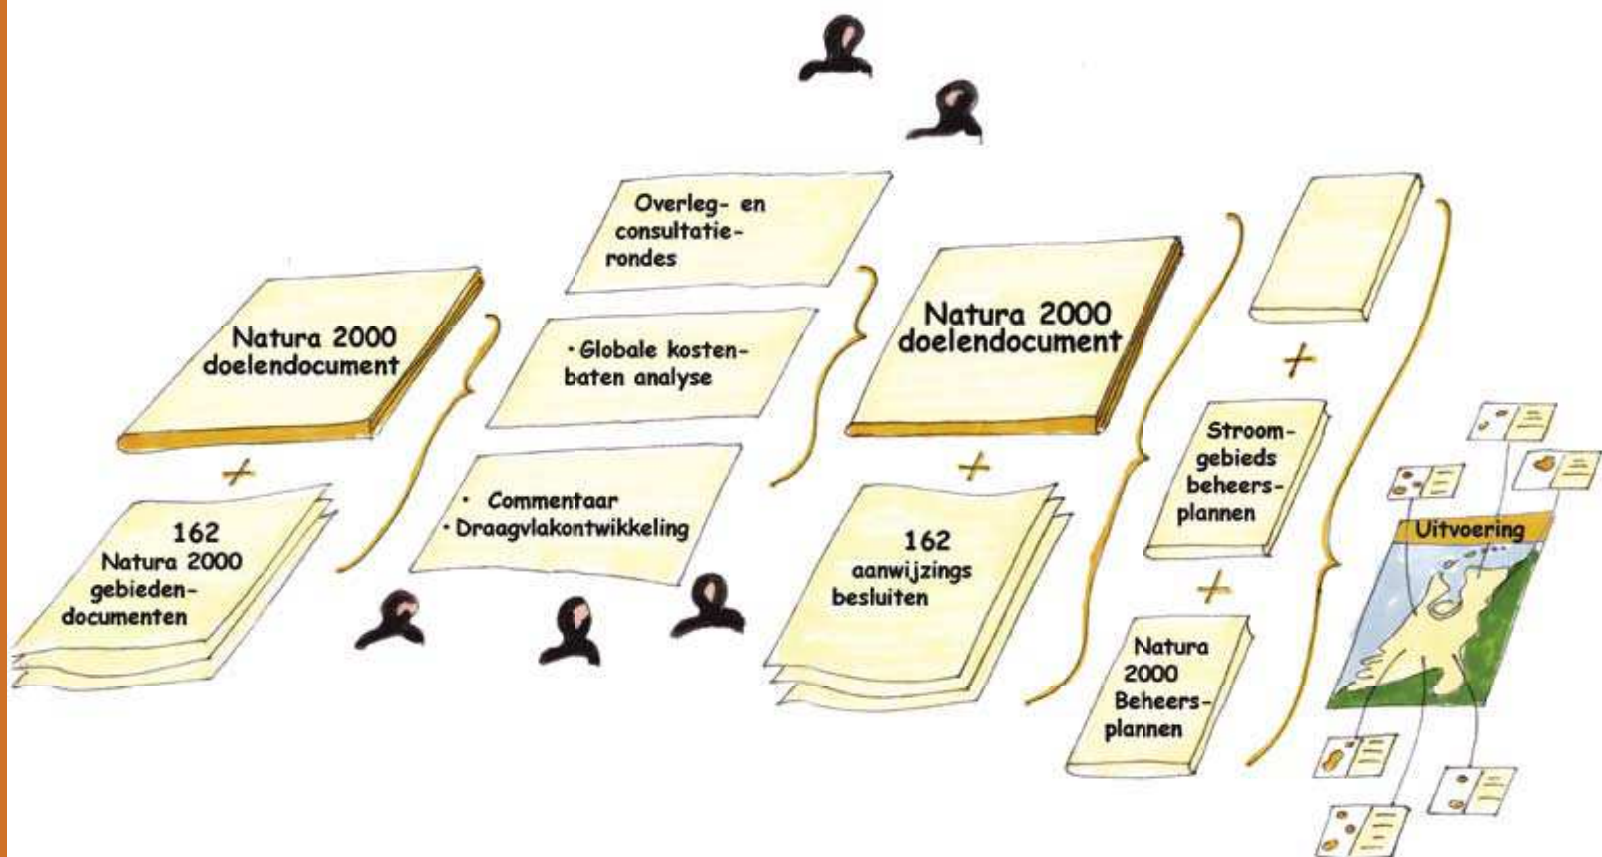 Natura 2000
doelendocument
162
Natura 2000
gebieden-
documenten
Overleg- en
consultatie-
rondes
• Globale kosten-
baten analyse
• Commentaar
• Draagvlakontwikkeling
Natura 2000
doelendocument
162
aanwijzings
besluiten
Stroom-
gebieds
beheers-
plannen
Natura
2000
Beheers-
plannen
Uitvoering